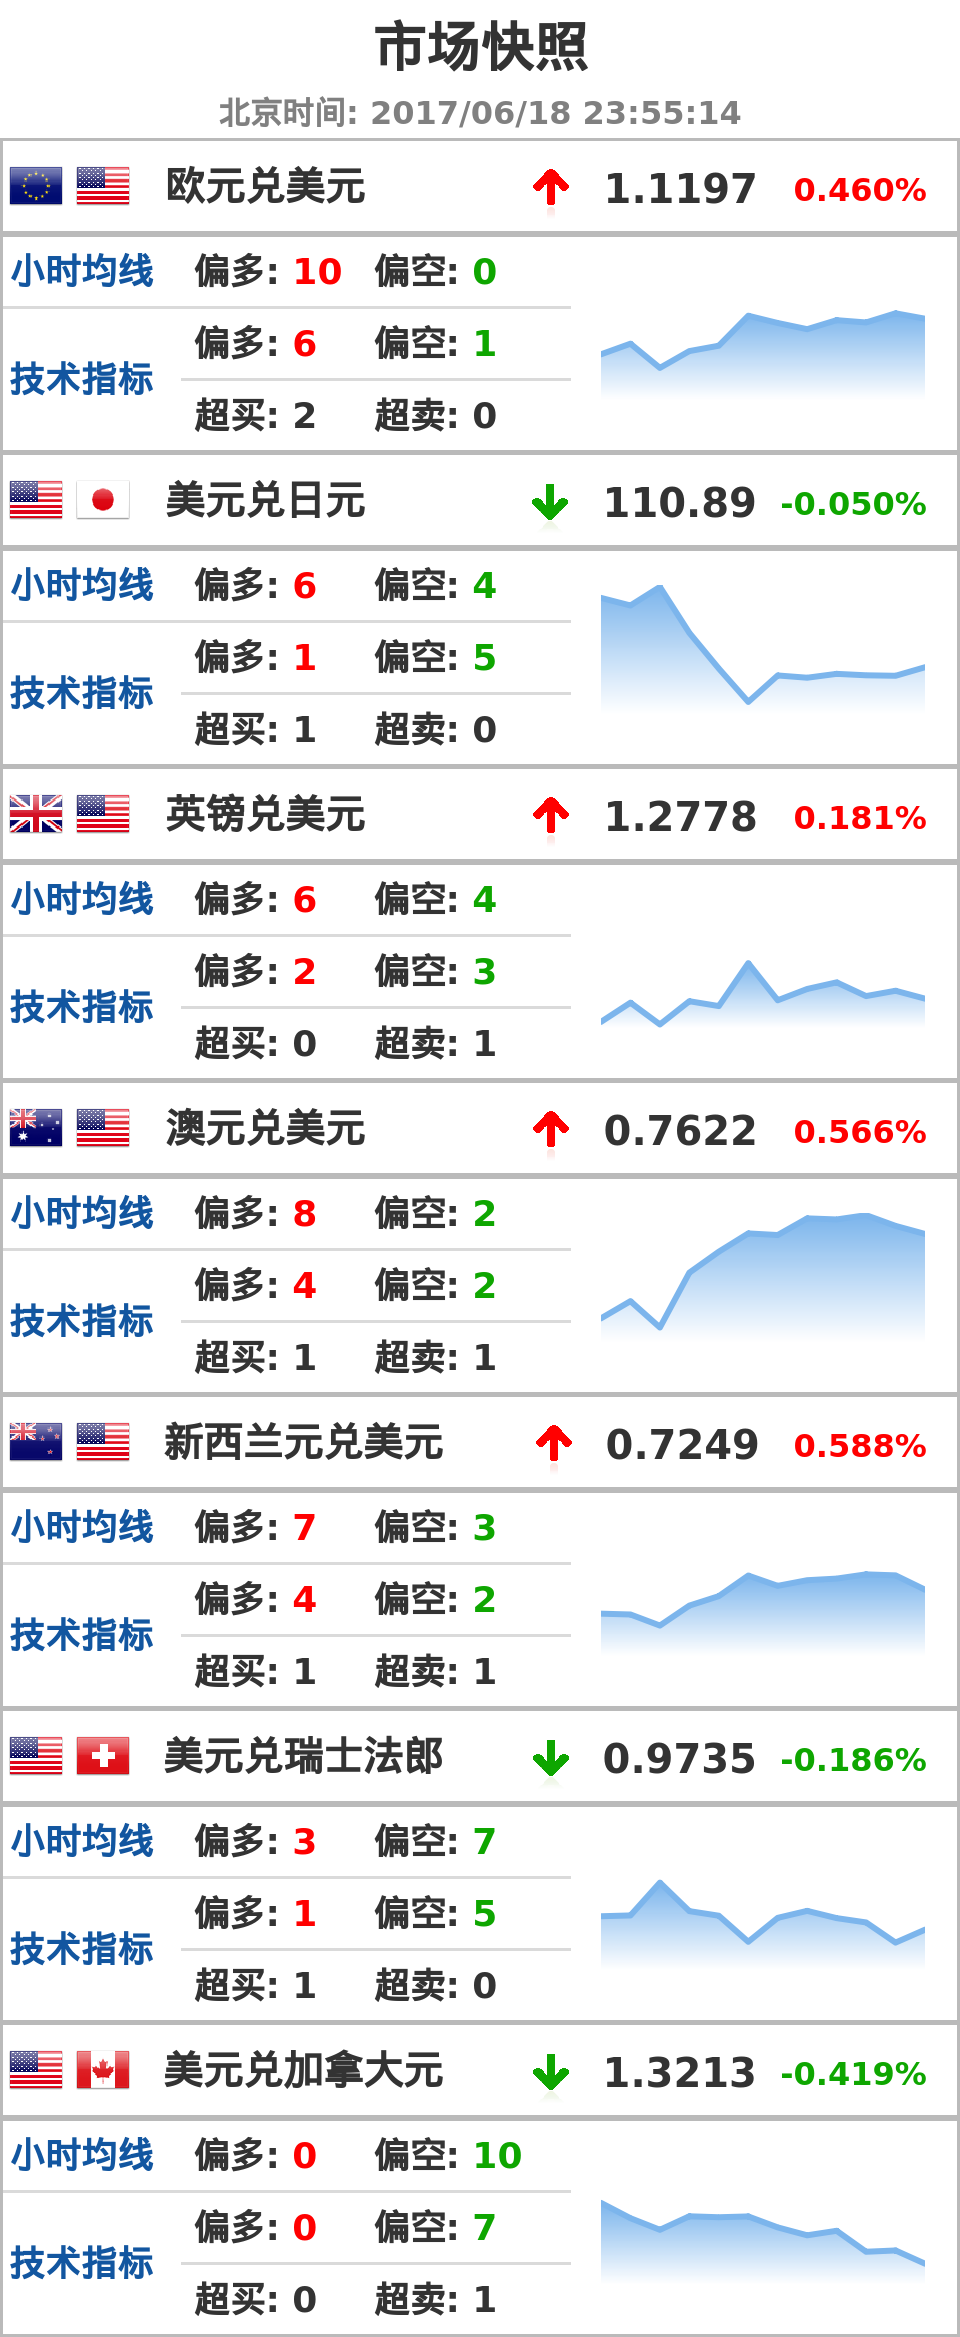 市场快照
北京时间: 2017/06/18 23:55:14
欧元兑美元 1.1197 0.460%
小时均线 偏多: 10 偏空: 0
技术指标 偏多: 6 偏空: 1
超买: 2 超卖: 0
美元兑日元 110.89 -0.050%
小时均线 偏多: 6 偏空: 4
技术指标 偏多: 1 偏空: 5
超买: 1 超卖: 0
英镑兑美元 1.2778 0.181%
小时均线 偏多: 6 偏空: 4
技术指标 偏多: 2 偏空: 3
超买: 0 超卖: 1
澳元兑美元 0.7622 0.566%
小时均线 偏多: 8 偏空: 2
技术指标 偏多: 4 偏空: 2
超买: 1 超卖: 1
新西兰元兑美元 0.7249 0.588%
小时均线 偏多: 7 偏空: 3
技术指标 偏多: 4 偏空: 2
超买: 1 超卖: 1
美元兑瑞士法郎 0.9735 -0.186%
小时均线 偏多: 3 偏空: 7
技术指标 偏多: 1 偏空: 5
超买: 1 超卖: 0
美元兑加拿大元 1.3213 -0.419%
小时均线 偏多: 0 偏空: 10
技术指标 偏多: 0 偏空: 7
超买: 0 超卖: 1